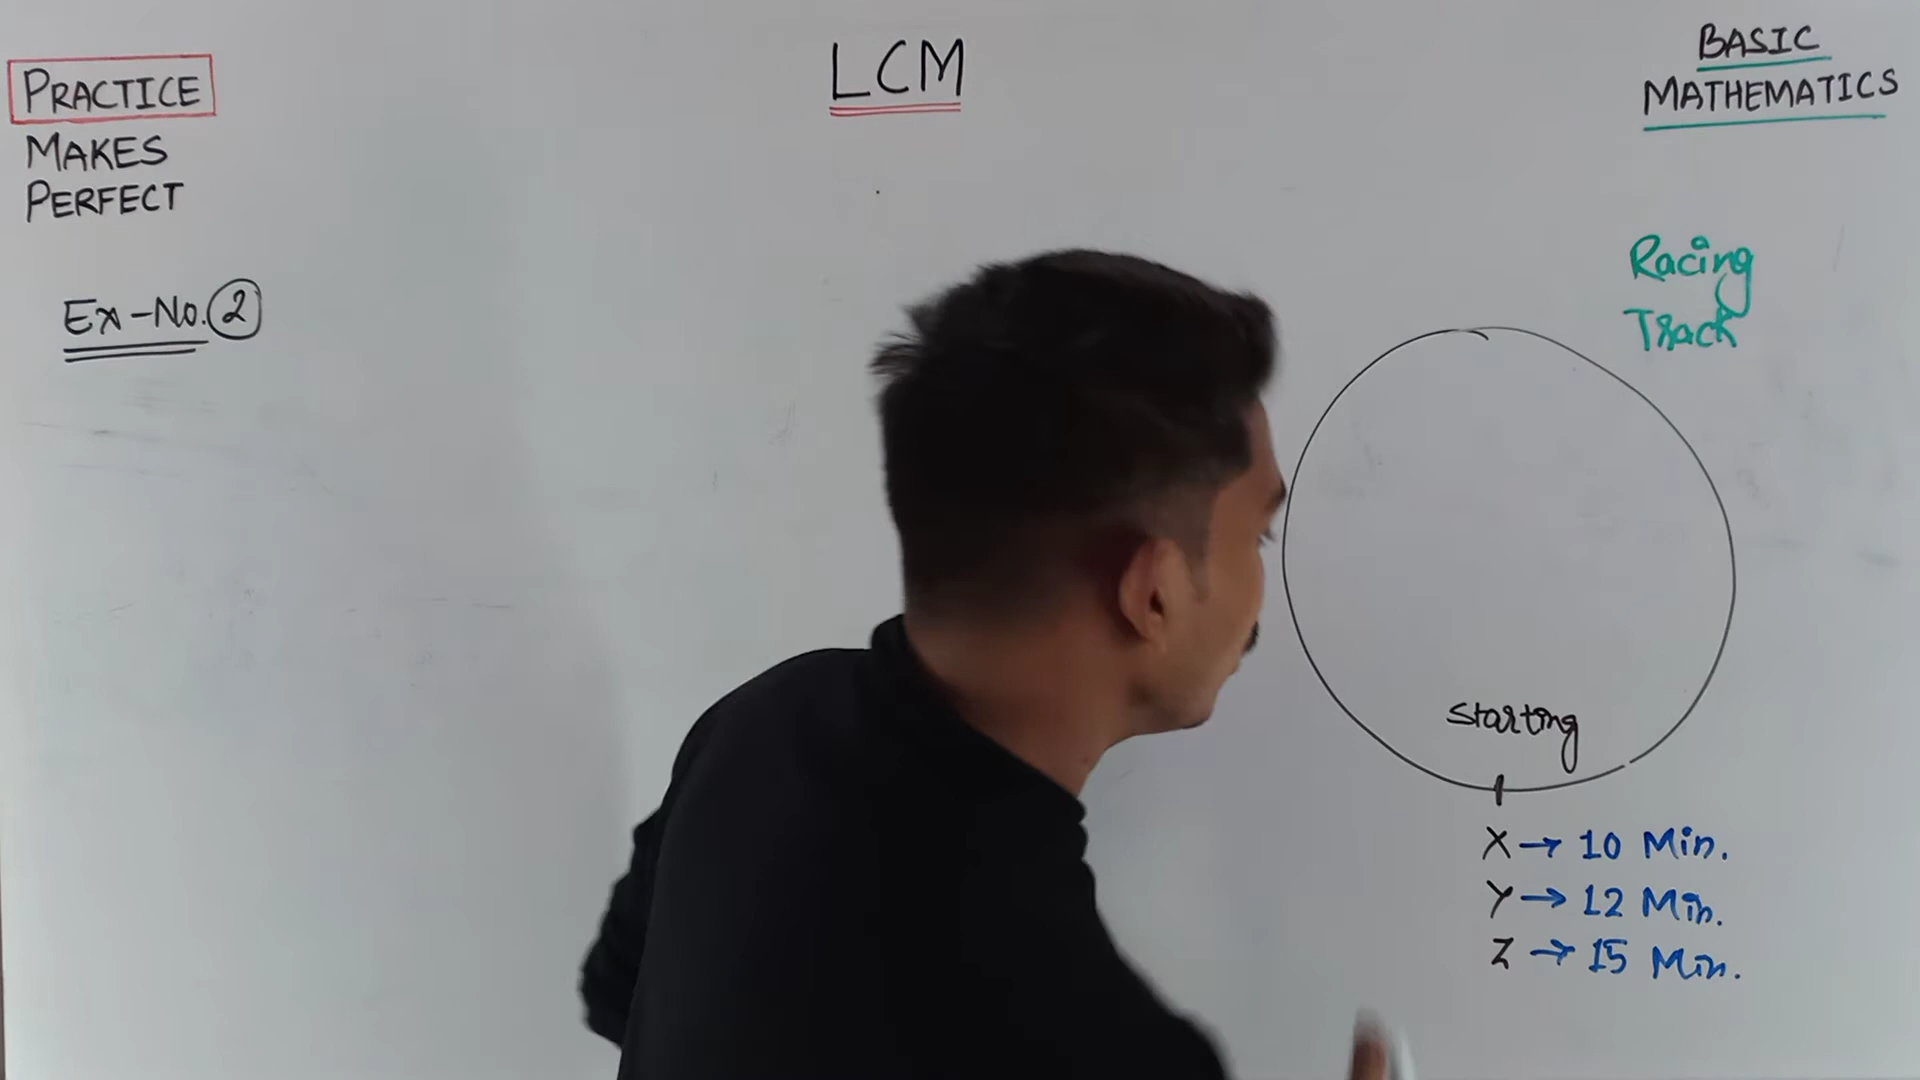 PRACTICE
MAKES
PERFECT
LCM
BASIC
MATHEMATICS
Ex-No. 2
Racing
Track
Starting
X → 10 Min.
Y → 12 Min.
Z → 15 Min.